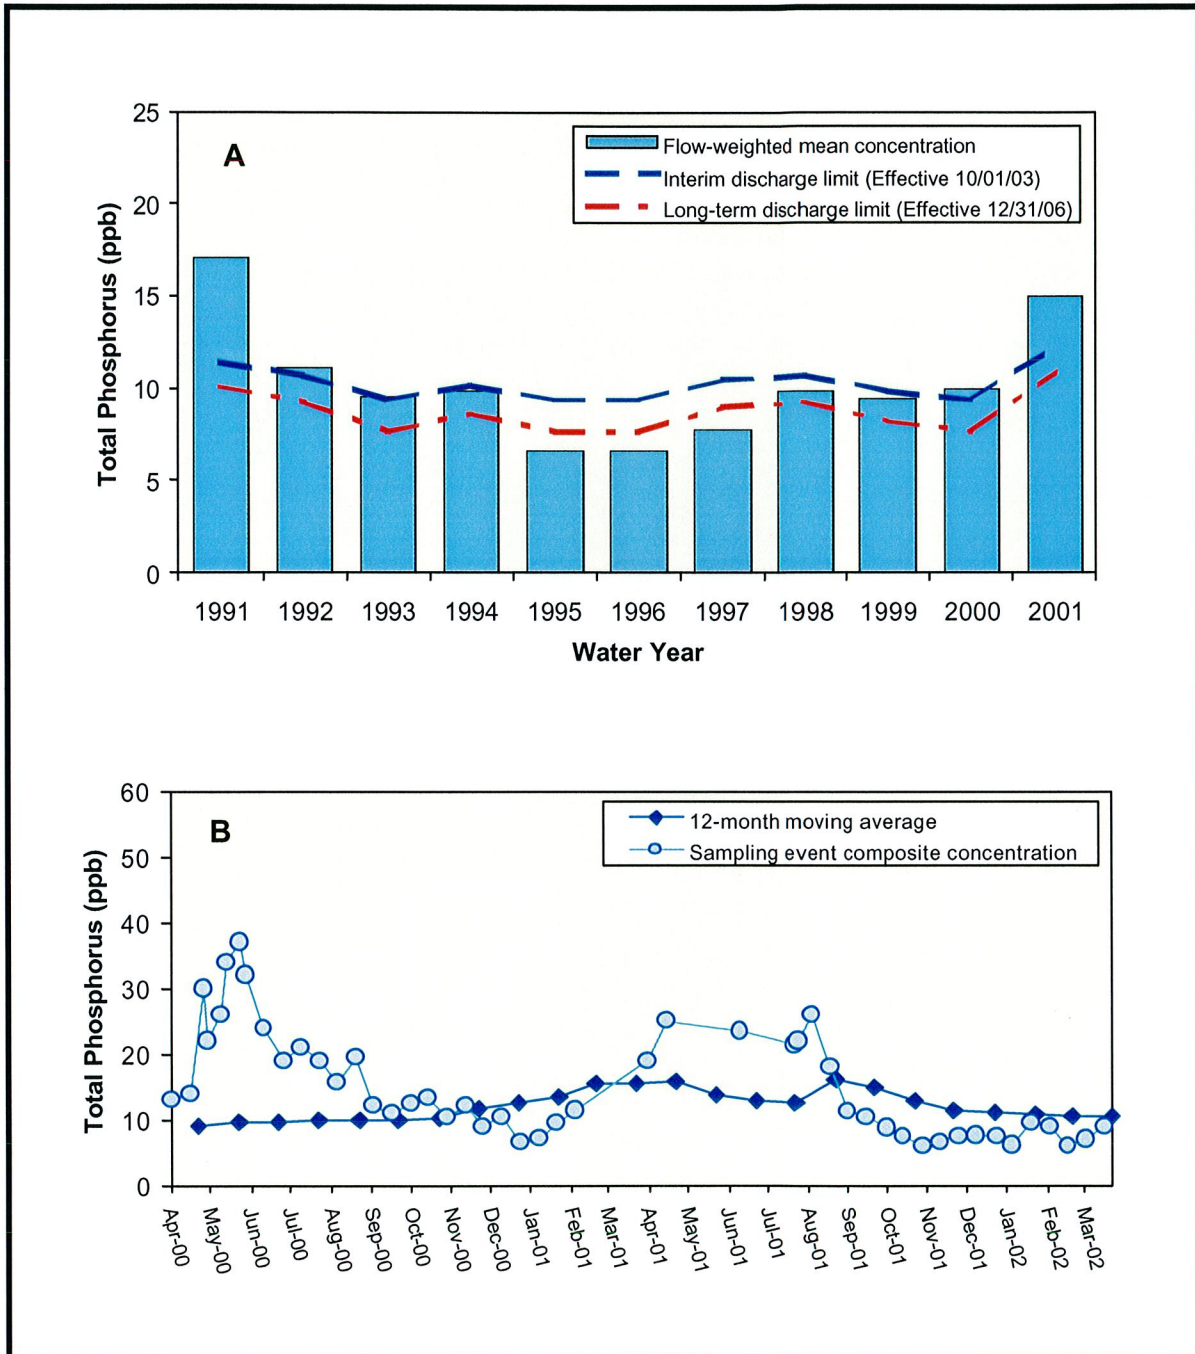 25
A
Flow-weighted mean concentration
Interim discharge limit (Effective 10/01/03)
Long-term discharge limit (Effective 12/31/06)
20
15
10
5
0
Total Phosphorus (ppb)
1991 1992 1993 1994 1995 1996 1997 1998 1999 2000 2001
Water Year
60
B
12-month moving average
Sampling event composite concentration
50
40
30
20
10
0
Total Phosphorus (ppb)
Apr-00 May-00 Jun-00 Jul-00 Aug-00 Sep-00 Oct-00 Nov-00 Dec-00 Jan-01 Feb-01 Mar-01 Apr-01 May-01 Jun-01 Jul-01 Aug-01 Sep-01 Oct-01 Nov-01 Dec-01 Jan-02 Feb-02 Mar-02